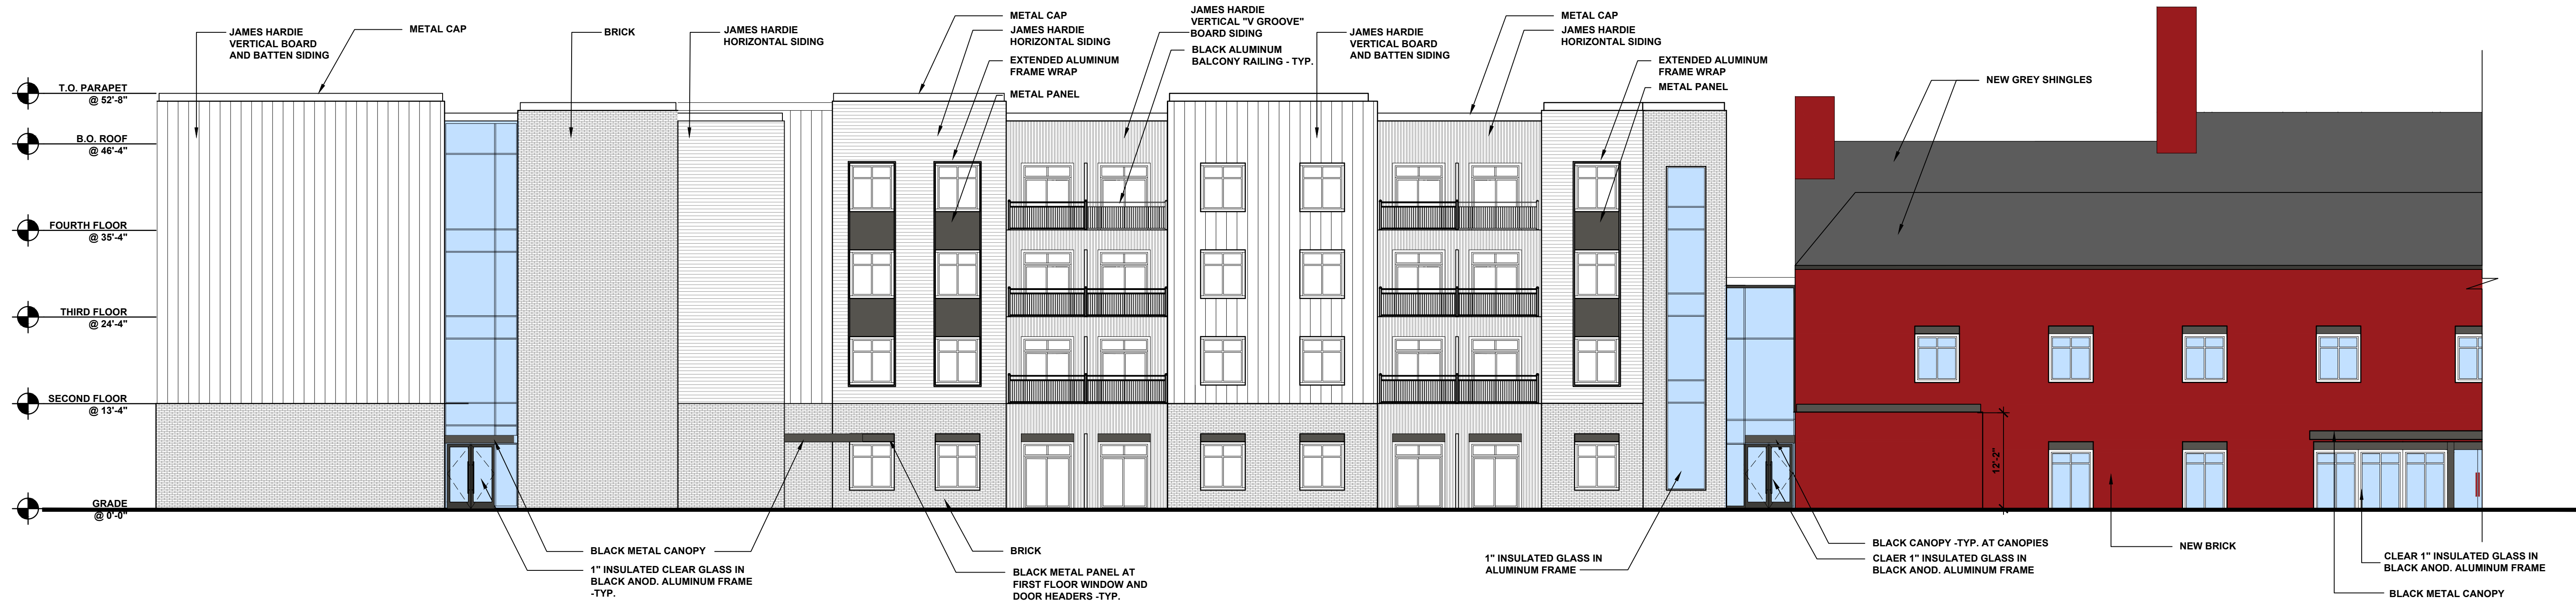 JAMES HARDIE
VERTICAL BOARD
AND BATTEN SIDING
METAL CAP
BRICK
JAMES HARDIE
HORIZONTAL SIDING
METAL CAP
JAMES HARDIE
HORIZONTAL SIDING
EXTENDED ALUMINUM
FRAME WRAP
METAL PANEL
JAMES HARDIE
VERTICAL "V GROOVE"
BOARD SIDING
BLACK ALUMINUM
BALCONY RAILING - TYP.
JAMES HARDIE
VERTICAL BOARD
AND BATTEN SIDING
METAL CAP
JAMES HARDIE
HORIZONTAL SIDING
EXTENDED ALUMINUM
FRAME WRAP
METAL PANEL
NEW GREY SHINGLES
T.O. PARAPET
@ 52'-8"
B.O. ROOF
@ 46'-4"
FOURTH FLOOR
@ 35'-4"
THIRD FLOOR
@ 24'-4"
SECOND FLOOR
@ 13'-4"
GRADE
@ 0'-0"
12'-2"
BLACK METAL CANOPY
1" INSULATED CLEAR GLASS IN
BLACK ANOD. ALUMINUM FRAME
-TYP.
BRICK
BLACK METAL PANEL AT
FIRST FLOOR WINDOW AND
DOOR HEADERS -TYP.
1" INSULATED GLASS IN
ALUMINUM FRAME
BLACK CANOPY -TYP. AT CANOPIES
CLAER 1" INSULATED GLASS IN
BLACK ANOD. ALUMINUM FRAME
NEW BRICK
CLEAR 1" INSULATED GLASS IN
BLACK ANOD. ALUMINUM FRAME
BLACK METAL CANOPY